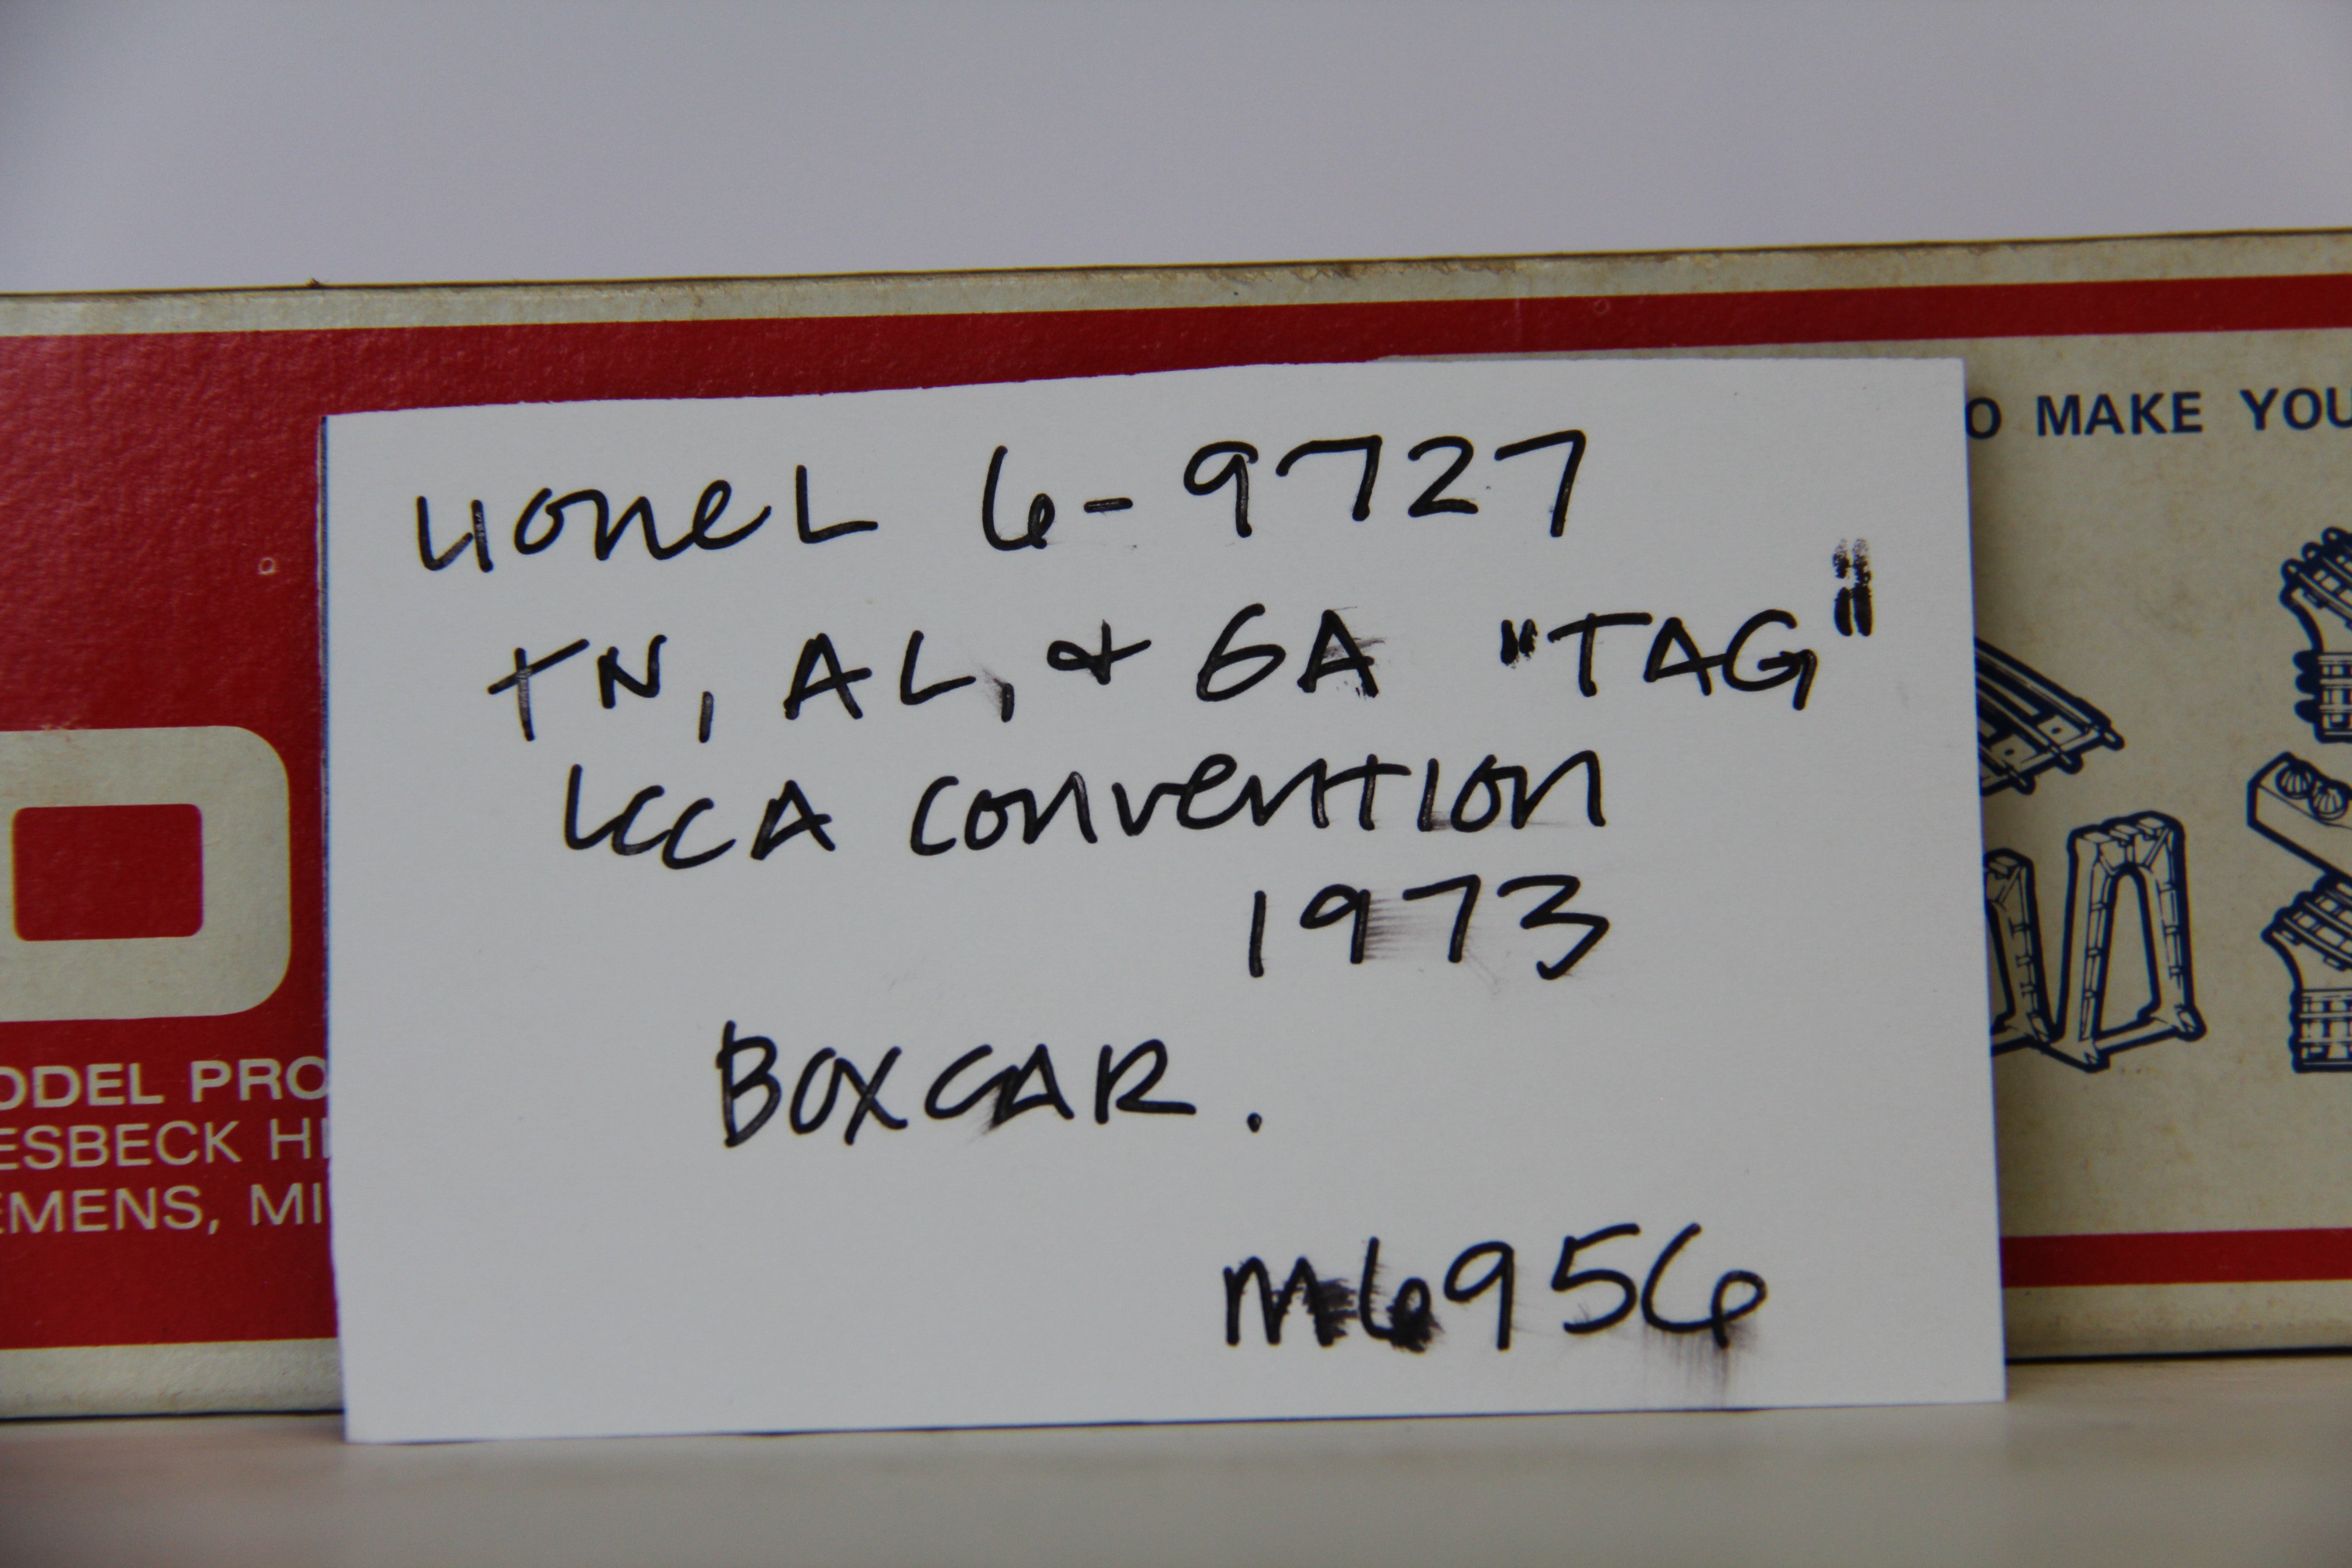 O MAKE YOU
Lionel 6-9727
TN, AL, & GA "TAG"
LCCA Convention
1973
BOXCAR.
M6956
ODEL PRO
ESBECK HI
EMENS, MI